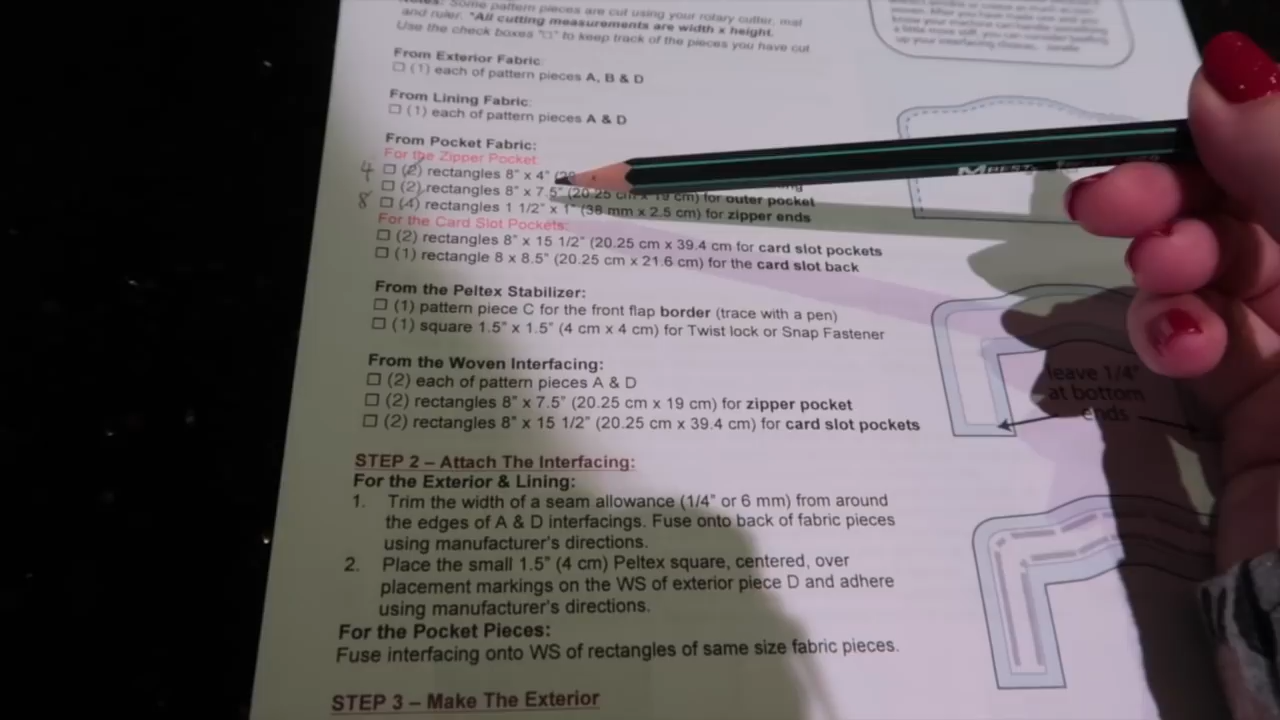 Notes: Some pattern pieces are cut using your rotary cutter, mat
and ruler. *All cutting measurements are width x height.
Use the check boxes "□" to keep track of the pieces you have cut
From Exterior Fabric:
□ (1) each of pattern pieces A, B & D
From Lining Fabric:
□ (1) each of pattern pieces A & D
From Pocket Fabric:
For the Zipper Pocket:
4 □ (2) rectangles 8" x 4"
□ (2) rectangles 8" x 7.5" (20.25 cm x 19 cm) for outer pocket
8 □ (4) rectangles 1 1/2" x 1" (38 mm x 2.5 cm) for zipper ends
For the Card Slot Pockets:
□ (2) rectangles 8" x 15 1/2" (20.25 cm x 39.4 cm for card slot pockets
□ (1) rectangle 8 x 8.5" (20.25 cm x 21.6 cm) for the card slot back
From the Peltex Stabilizer:
□ (1) pattern piece C for the front flap border (trace with a pen)
□ (1) square 1.5" x 1.5" (4 cm x 4 cm) for Twist lock or Snap Fastener
From the Woven Interfacing:
□ (2) each of pattern pieces A & D
□ (2) rectangles 8" x 7.5" (20.25 cm x 19 cm) for zipper pocket
□ (2) rectangles 8" x 15 1/2" (20.25 cm x 39.4 cm) for card slot pockets
leave 1/4"
at bottom
ends
STEP 2 – Attach The Interfacing:
For the Exterior & Lining:
1. Trim the width of a seam allowance (1/4" or 6 mm) from around
the edges of A & D interfacings. Fuse onto back of fabric pieces
using manufacturer's directions.
2. Place the small 1.5" (4 cm) Peltex square, centered, over
placement markings on the WS of exterior piece D and adhere
using manufacturer's directions.
For the Pocket Pieces:
Fuse interfacing onto WS of rectangles of same size fabric pieces.
STEP 3 – Make The Exterior